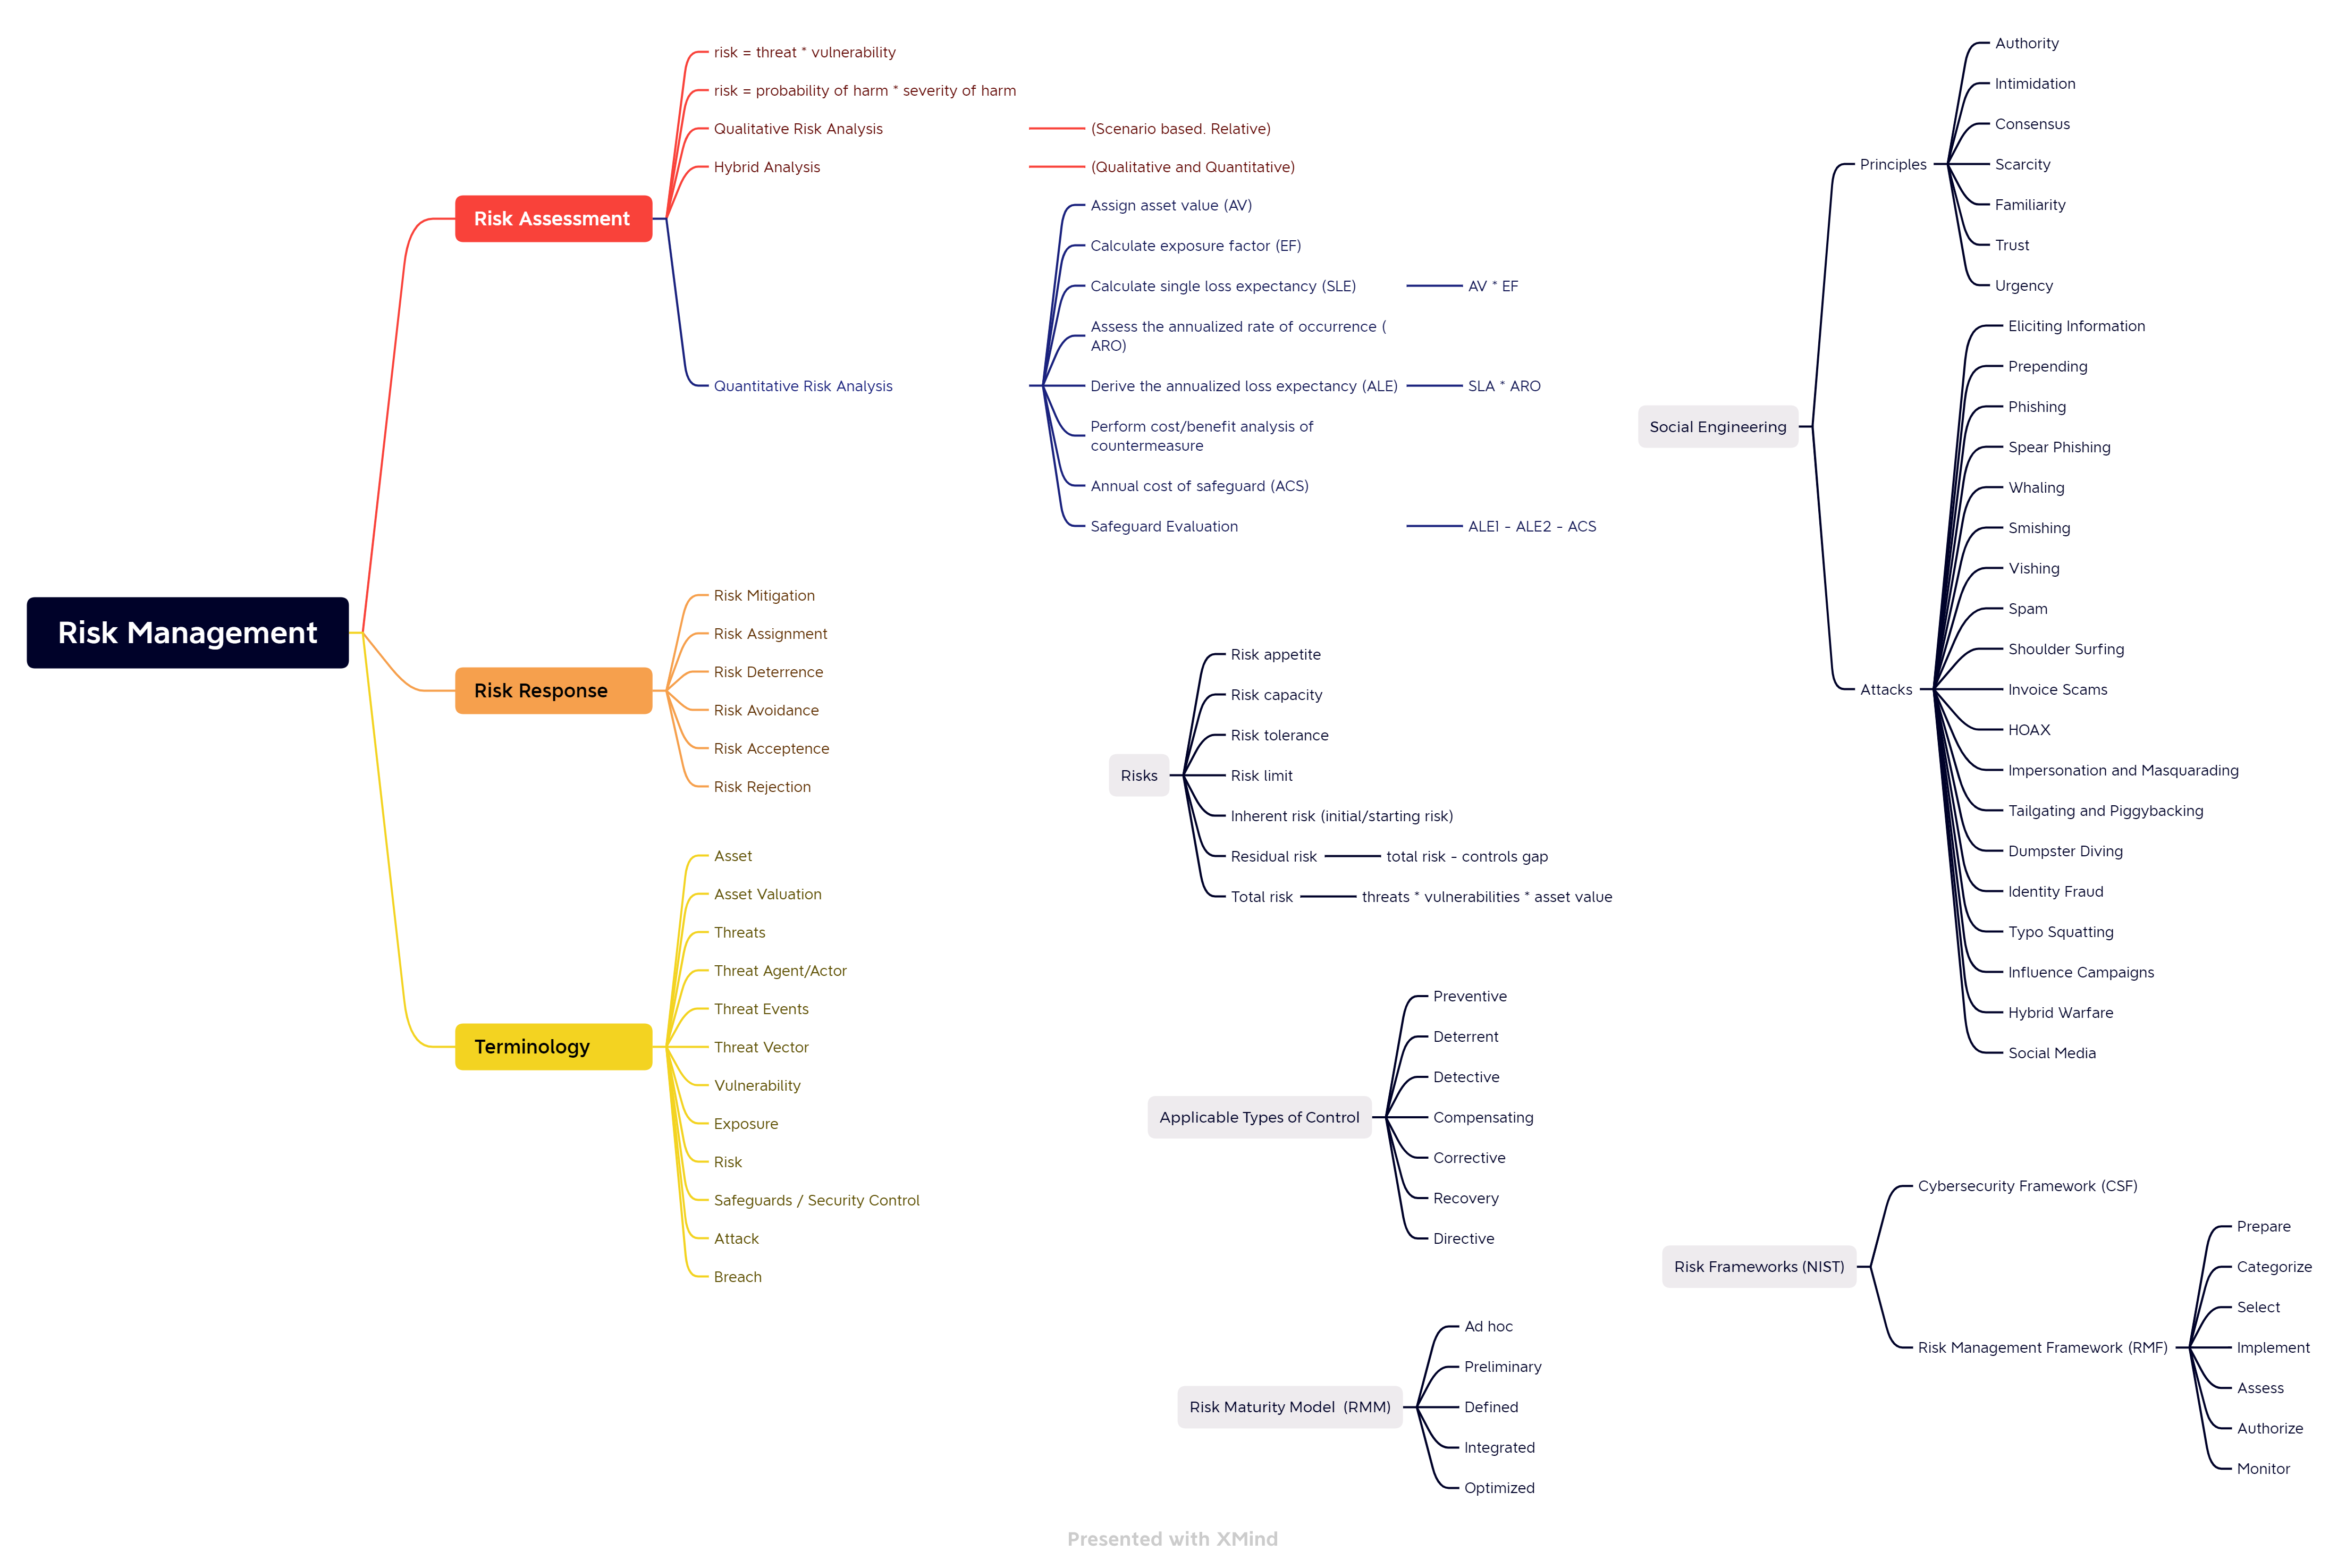 Risk Management
Risk Assessment
risk = threat * vulnerability
risk = probability of harm * severity of harm
Qualitative Risk Analysis
(Scenario based. Relative)
Hybrid Analysis
(Qualitative and Quantitative)
Quantitative Risk Analysis
Assign asset value (AV)
Calculate exposure factor (EF)
Calculate single loss expectancy (SLE)
AV * EF
Assess the annualized rate of occurrence (
ARO)
Derive the annualized loss expectancy (ALE)
SLA * ARO
Perform cost/benefit analysis of
countermeasure
Annual cost of safeguard (ACS)
Safeguard Evaluation
ALE1 - ALE2 - ACS
Risk Response
Risk Mitigation
Risk Assignment
Risk Deterrence
Risk Avoidance
Risk Acceptence
Risk Rejection
Terminology
Asset
Asset Valuation
Threats
Threat Agent/Actor
Threat Events
Threat Vector
Vulnerability
Exposure
Risk
Safeguards / Security Control
Attack
Breach
Risks
Risk appetite
Risk capacity
Risk tolerance
Risk limit
Inherent risk (initial/starting risk)
Residual risk
total risk - controls gap
Total risk
threats * vulnerabilities * asset value
Applicable Types of Control
Preventive
Deterrent
Detective
Compensating
Corrective
Recovery
Directive
Risk Maturity Model (RMM)
Ad hoc
Preliminary
Defined
Integrated
Optimized
Social Engineering
Principles
Authority
Intimidation
Consensus
Scarcity
Familiarity
Trust
Urgency
Attacks
Eliciting Information
Prepending
Phishing
Spear Phishing
Whaling
Smishing
Vishing
Spam
Shoulder Surfing
Invoice Scams
HOAX
Impersonation and Masquarading
Tailgating and Piggybacking
Dumpster Diving
Identity Fraud
Typo Squatting
Influence Campaigns
Hybrid Warfare
Social Media
Risk Frameworks (NIST)
Cybersecurity Framework (CSF)
Risk Management Framework (RMF)
Prepare
Categorize
Select
Implement
Assess
Authorize
Monitor
Presented with XMind